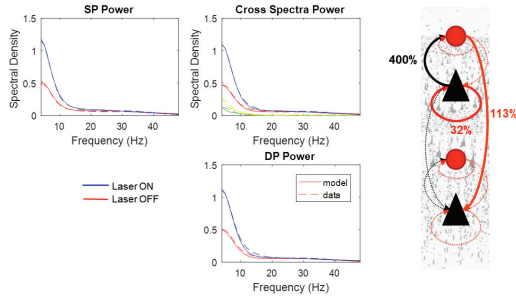 SP Power
Spectral Density
1.5
1
0.5
0
10 20 30 40
Frequency (Hz)
Cross Spectra Power
Spectral Density
1.5
1
0.5
0
10 20 30 40
Frequency (Hz)
Laser ON
Laser OFF
DP Power
Spectral Density
1.5
1
0.5
0
10 20 30 40
Frequency (Hz)
model
data
400%
113%
32%